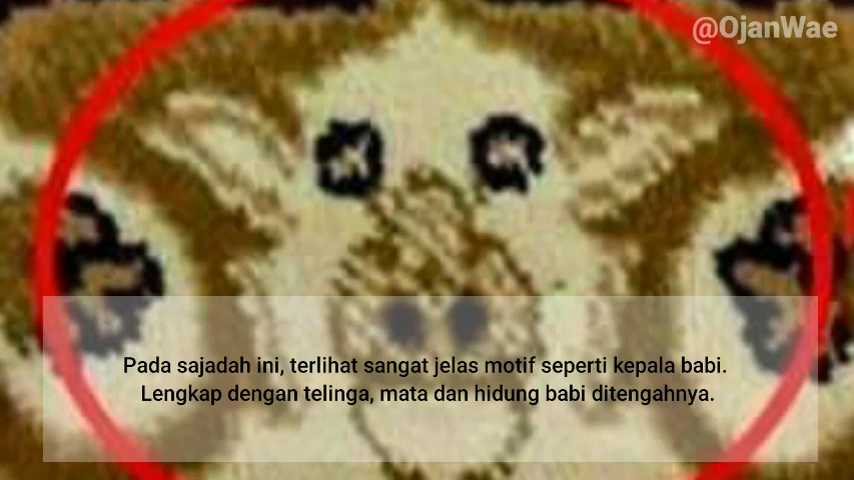 @OjanWae
Pada sajadah ini, terlihat sangat jelas motif seperti kepala babi.
Lengkap dengan telinga, mata dan hidung babi ditengahnya.